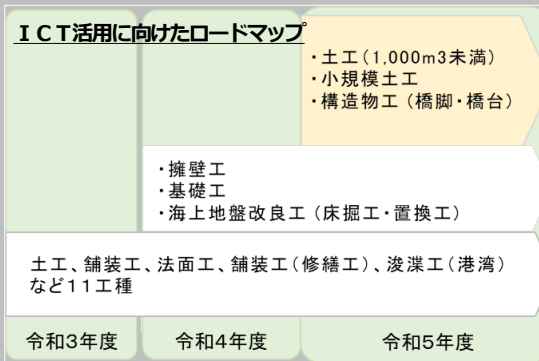 ＩＣＴ活用に向けたロードマップ
・土工（1,000m3未満）
・小規模土工
・構造物工（橋脚・橋台）
・擁壁工
・基礎工
・海上地盤改良工（床掘工・置換工）
土工、舗装工、法面工、舗装工（修繕工）、浚渫工（港湾）
など１１工種
令和3年度
令和4年度
令和5年度